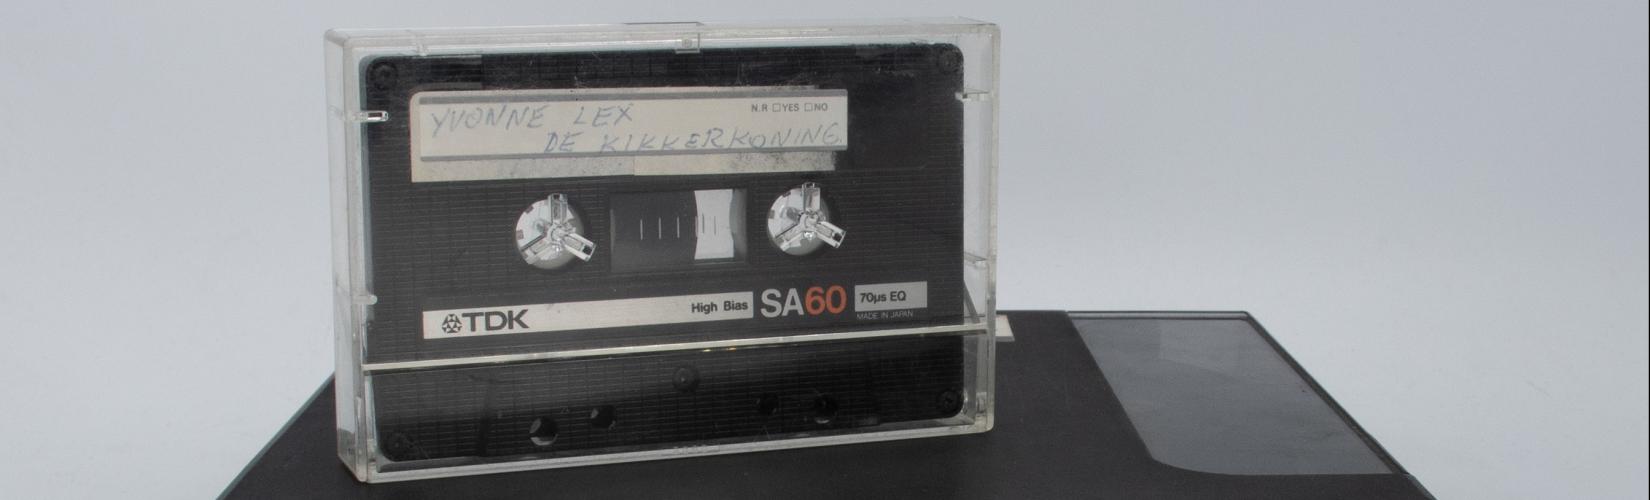 YVONNE LEX
N.R □YES □NO
DE KIKKERKONING
TDK
High Bias
SA60
70µs EQ
MADE IN JAPAN